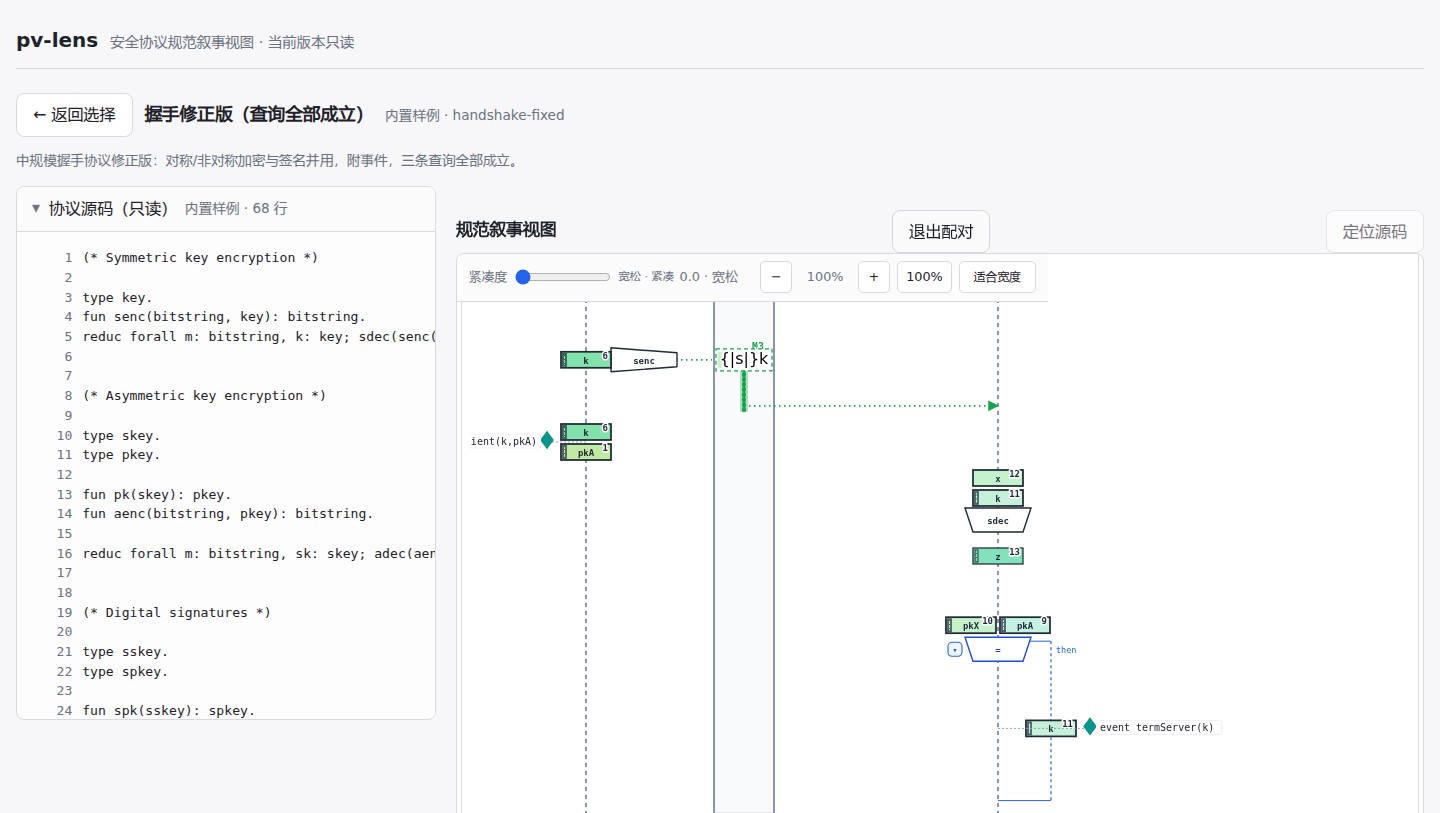 pv-lens 安全协议规范叙事视图 · 当前版本只读
← 返回选择 握手修正版（查询全部成立） 内置样例 · handshake-fixed
中规模握手协议修正版：对称/非对称加密与签名并用，附事件，三条查询全部成立。
▼ 协议源码（只读） 内置样例 · 68 行
1 (* Symmetric key encryption *)
2
3 type key.
4 fun senc(bitstring, key): bitstring.
5 reduc forall m: bitstring, k: key; sdec(senc(
6
7
8 (* Asymmetric key encryption *)
9
10 type skey.
11 type pkey.
12
13 fun pk(skey): pkey.
14 fun aenc(bitstring, pkey): bitstring.
15
16 reduc forall m: bitstring, sk: skey; adec(aen
17
18
19 (* Digital signatures *)
20
21 type sskey.
22 type spkey.
23
24 fun spk(sskey): spkey.
规范叙事视图 退出配对 定位源码
紧凑度 宽松 · 紧凑 0.0 · 宽松 − 100% + 100% 适合宽度
M3
k 6 senc {|s|}k
k 6
ient(k,pkA)
pkA 1
x 12
k 11
sdec
z 13
pkX 10 pkA 9
▾ = then
k 11 event termServer(k)